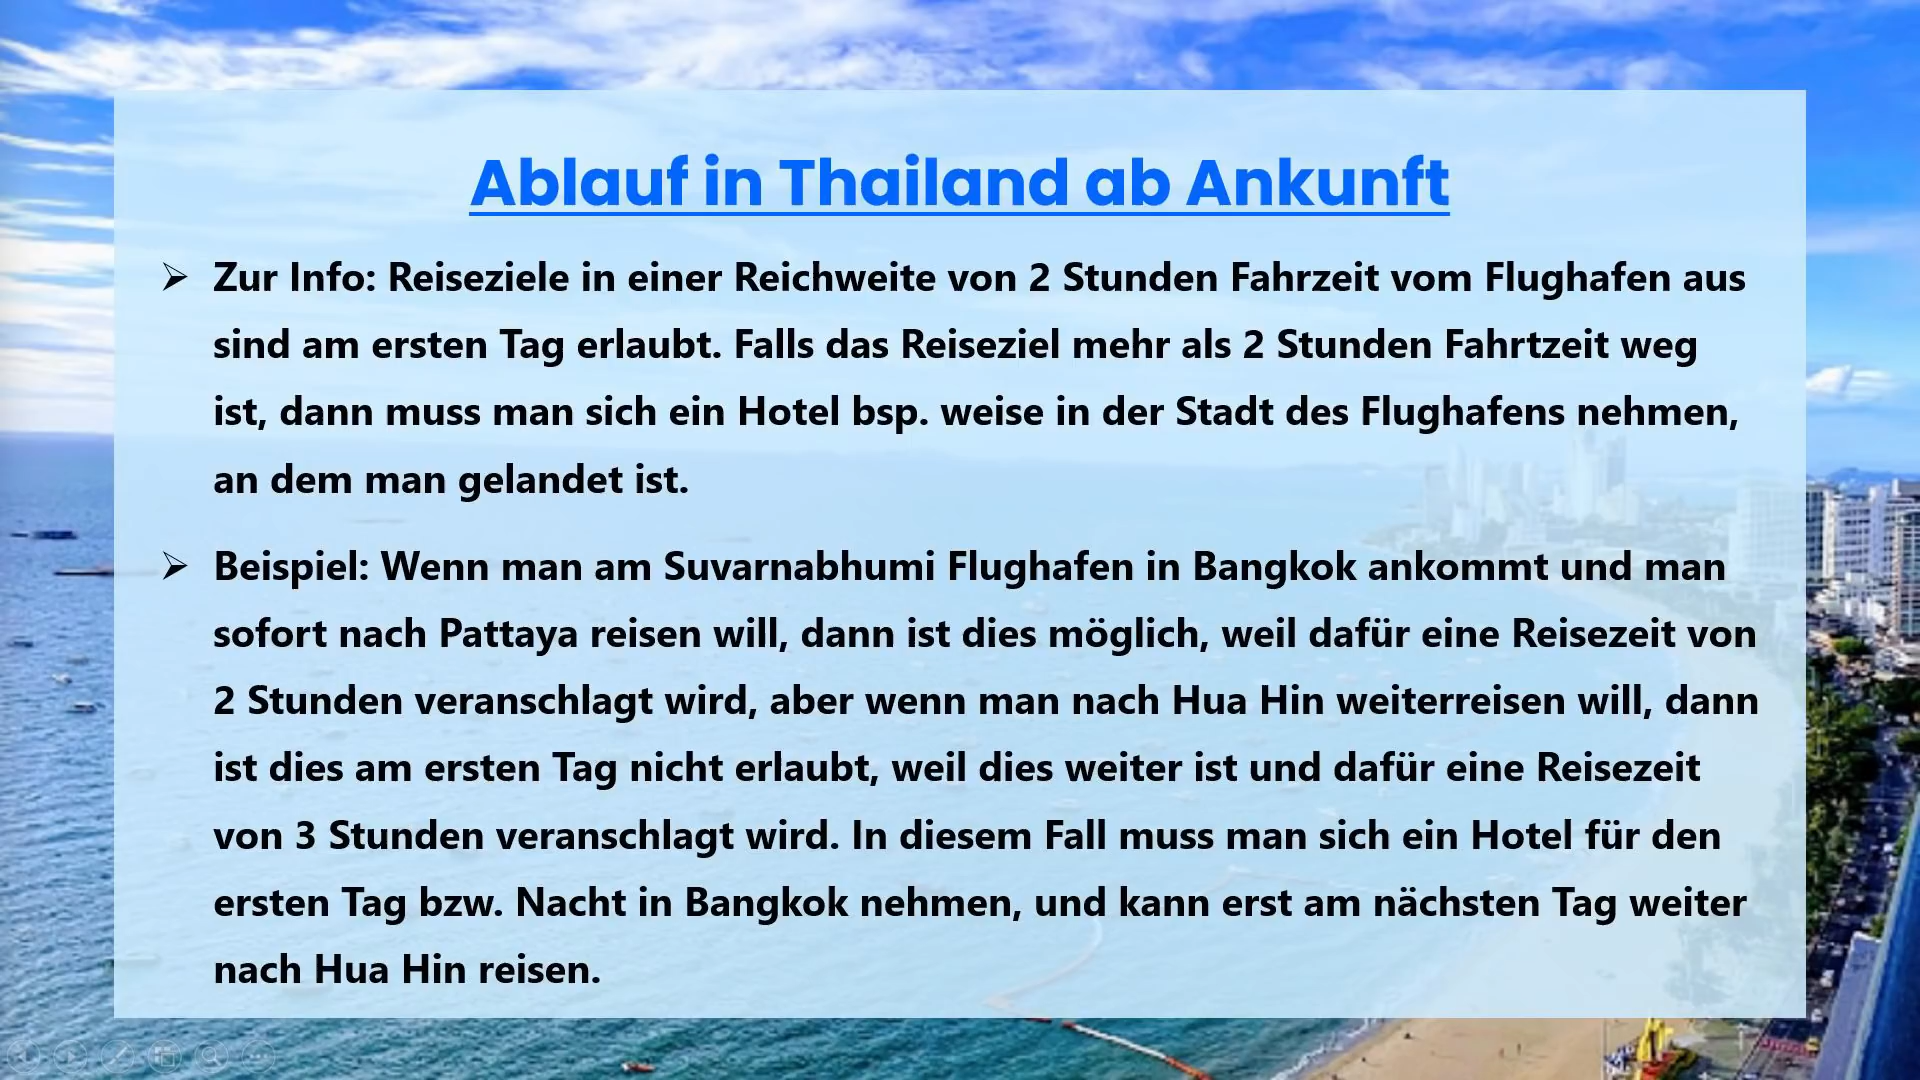 Ablauf in Thailand ab Ankunft
➢ Zur Info: Reiseziele in einer Reichweite von 2 Stunden Fahrzeit vom Flughafen aus
sind am ersten Tag erlaubt. Falls das Reiseziel mehr als 2 Stunden Fahrtzeit weg
ist, dann muss man sich ein Hotel bsp. weise in der Stadt des Flughafens nehmen,
an dem man gelandet ist.
➢ Beispiel: Wenn man am Suvarnabhumi Flughafen in Bangkok ankommt und man
sofort nach Pattaya reisen will, dann ist dies möglich, weil dafür eine Reisezeit von
2 Stunden veranschlagt wird, aber wenn man nach Hua Hin weiterreisen will, dann
ist dies am ersten Tag nicht erlaubt, weil dies weiter ist und dafür eine Reisezeit
von 3 Stunden veranschlagt wird. In diesem Fall muss man sich ein Hotel für den
ersten Tag bzw. Nacht in Bangkok nehmen, und kann erst am nächsten Tag weiter
nach Hua Hin reisen.